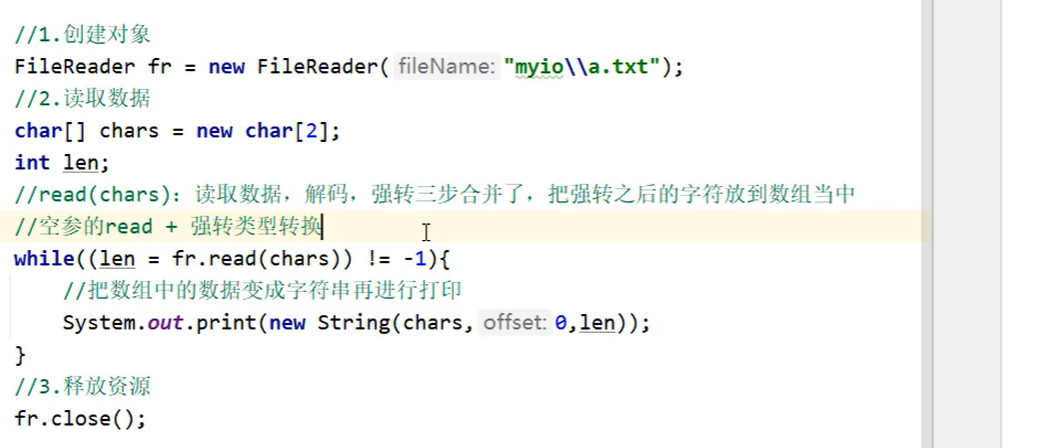 //1.创建对象
FileReader fr = new FileReader( fileName: "myio\\a.txt");
//2.读取数据
char[] chars = new char[2];
int len;
//read(chars): 读取数据，解码，强转三步合并了，把强转之后的字符放到数组当中
//空参的read + 强转类型转换
while((len = fr.read(chars)) != -1){
    //把数组中的数据变成字符串再进行打印
    System.out.print(new String(chars, offset: 0,len));
}
//3.释放资源
fr.close();